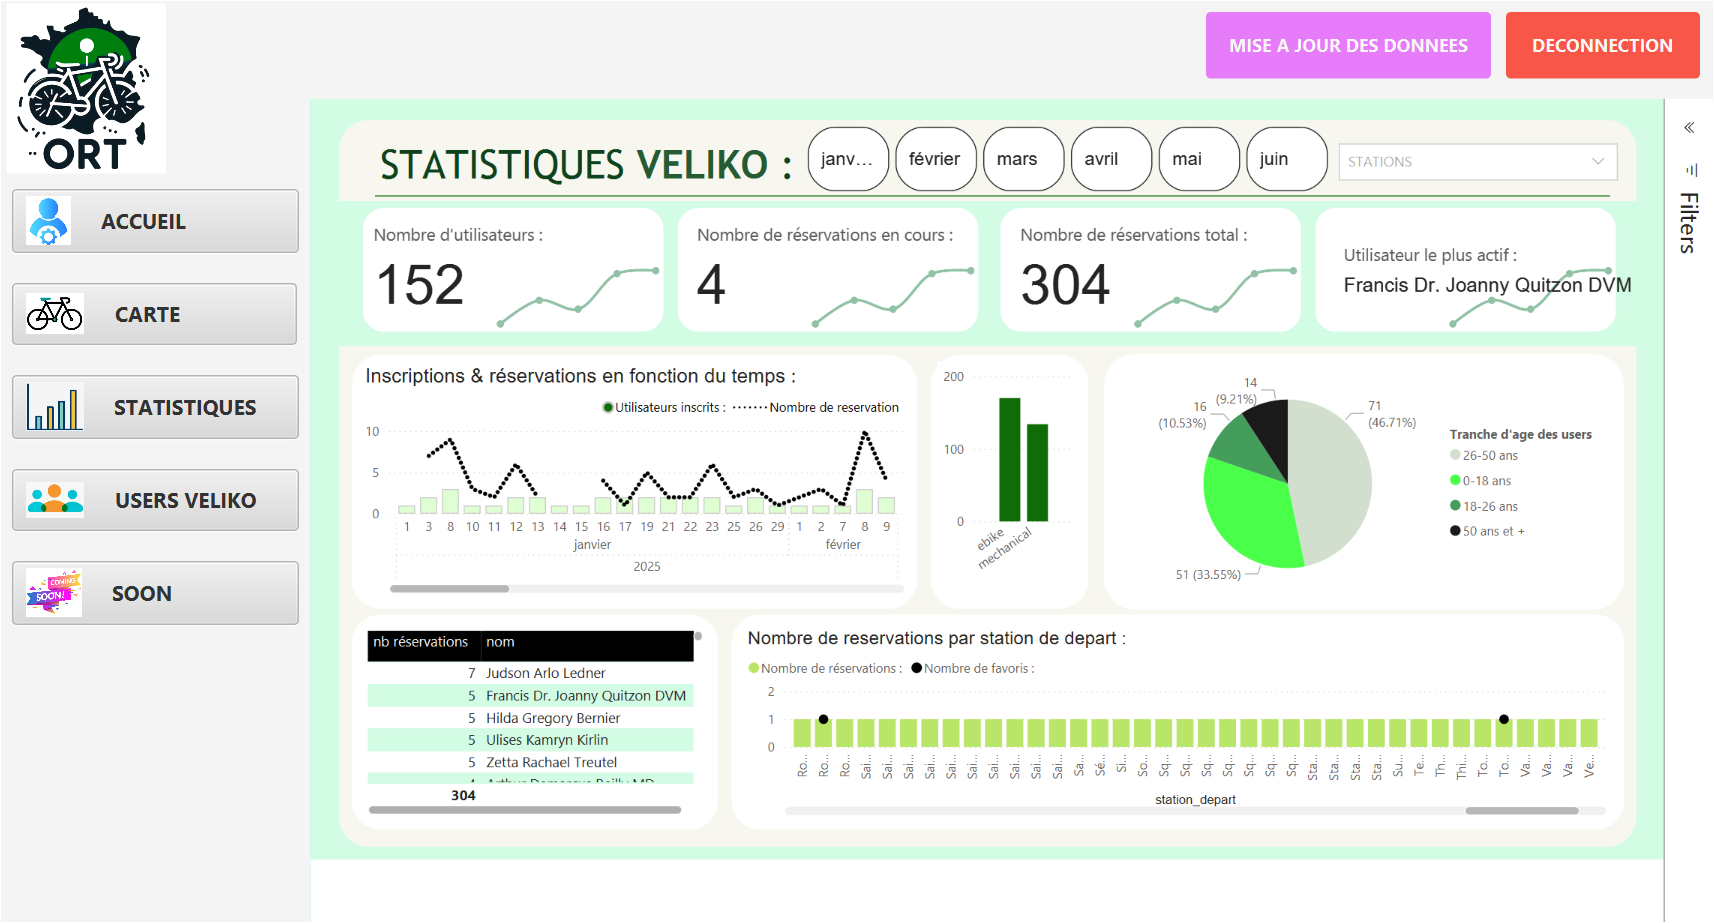 ORT
MISE A JOUR DES DONNEES
DECONNECTION
ACCUEIL
CARTE
STATISTIQUES
USERS VELIKO
COMING
SOON!
SOON
STATISTIQUES VELIKO :
janv...
février
mars
avril
mai
juin
STATIONS
Filters
Nombre d'utilisateurs :
152
Nombre de réservations en cours :
4
Nombre de réservations total :
304
Utilisateur le plus actif :
Francis Dr. Joanny Quitzon DVM
Inscriptions & réservations en fonction du temps :
Utilisateurs inscrits : Nombre de reservation
10
5
0
1 3 8 10 11 12 13 14 15 16 17 19 21 22 23 25 26 29 1 2 7 8 9
janvier février
2025
200
100
0
ebike
mechanical
14
(9.21%)
16
(10.53%)
71
(46.71%)
51 (33.55%)
Tranche d'age des users
26-50 ans
0-18 ans
18-26 ans
50 ans et +
nb réservations nom
7 Judson Arlo Ledner
5 Francis Dr. Joanny Quitzon DVM
5 Hilda Gregory Bernier
5 Ulises Kamryn Kirlin
5 Zetta Rachael Treutel
304
Nombre de reservations par station de depart :
Nombre de réservations : Nombre de favoris :
2
1
0
Ro... Ro... Ro... Sai... Sai... Sai... Sai... Sai... Sai... Sai... Sai... Sai... Sai... Sa... Sé... Si... So... Sq... Sq... Sq... Sq... Sq... Sq... Sq... Sta... Sta... Sta... Sta... Su... Te... Th... Thi... To... To... Va... Va... Va... Ve...
station_depart